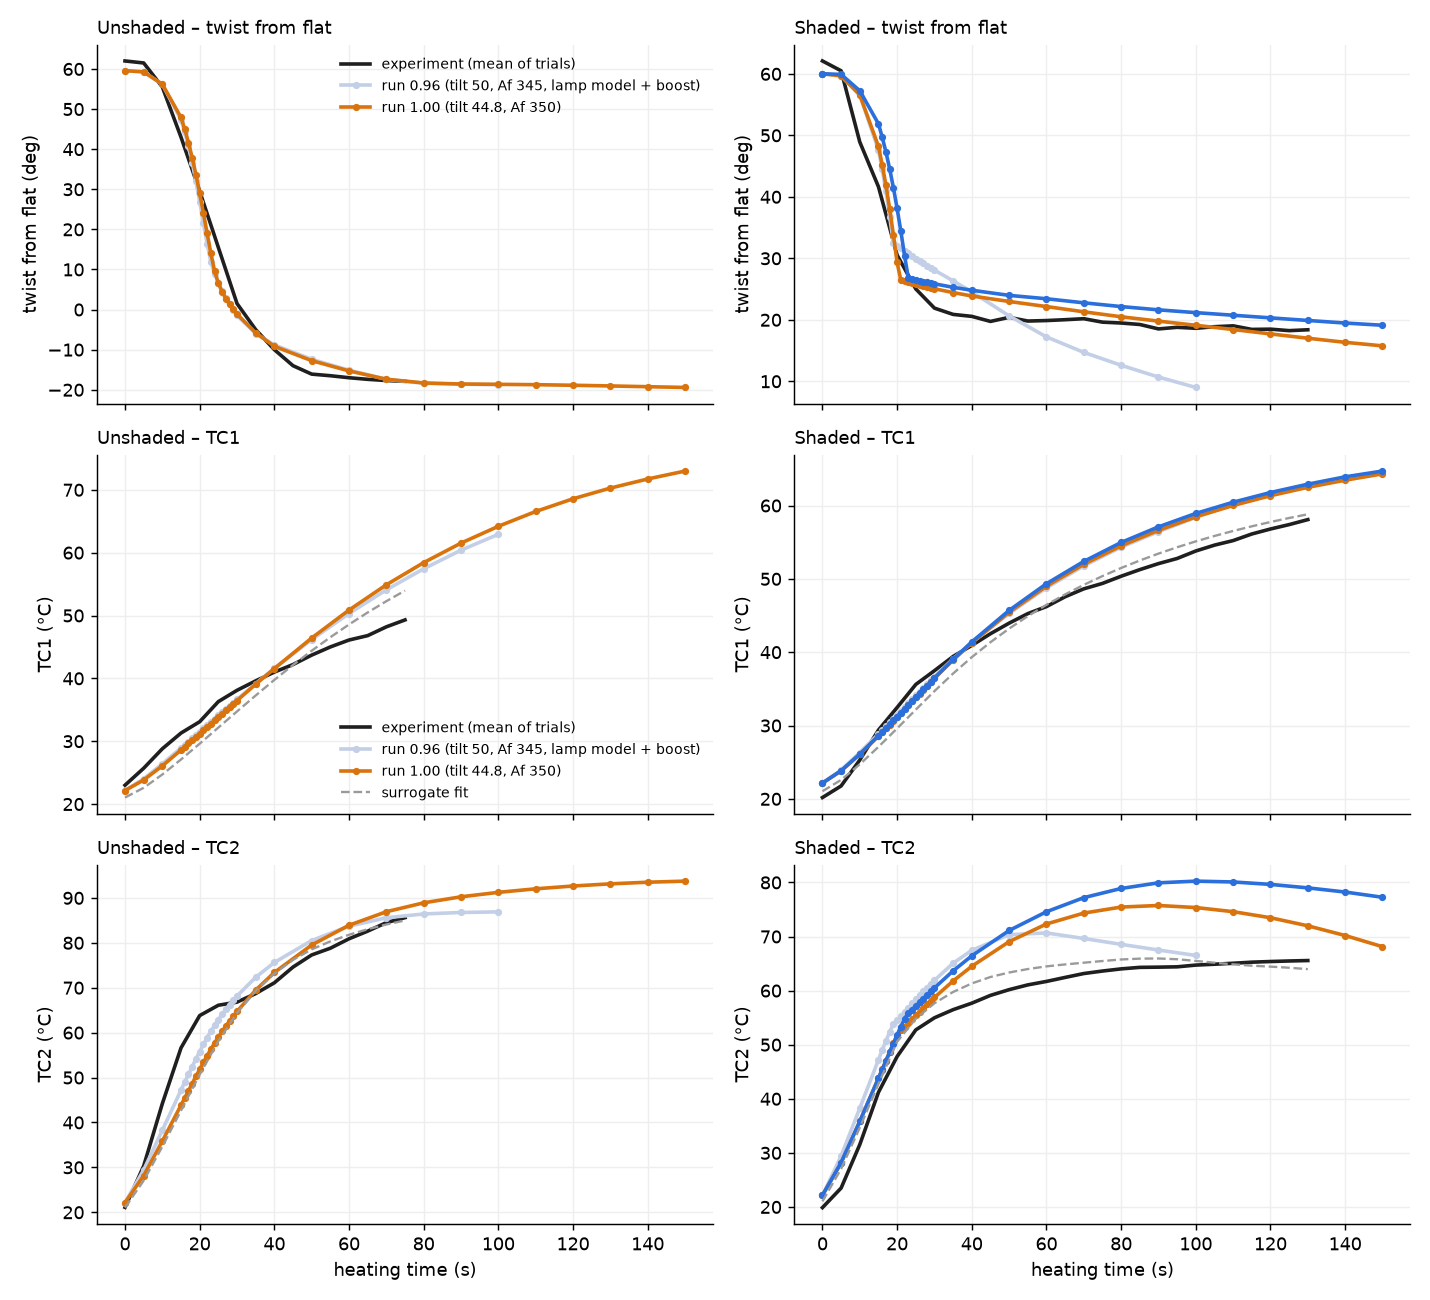 Unshaded – twist from flat
Shaded – twist from flat
twist from flat (deg)
60
50
40
30
20
10
0
−10
−20
experiment (mean of trials)
run 0.96 (tilt 50, Af 345, lamp model + boost)
run 1.00 (tilt 44.8, Af 350)
twist from flat (deg)
60
50
40
30
20
10
Unshaded – TC1
Shaded – TC1
TC1 (°C)
70
60
50
40
30
20
experiment (mean of trials)
run 0.96 (tilt 50, Af 345, lamp model + boost)
run 1.00 (tilt 44.8, Af 350)
surrogate fit
TC1 (°C)
60
50
40
30
20
Unshaded – TC2
Shaded – TC2
TC2 (°C)
90
80
70
60
50
40
30
20
0 20 40 60 80 100 120 140
heating time (s)
TC2 (°C)
80
70
60
50
40
30
20
0 20 40 60 80 100 120 140
heating time (s)